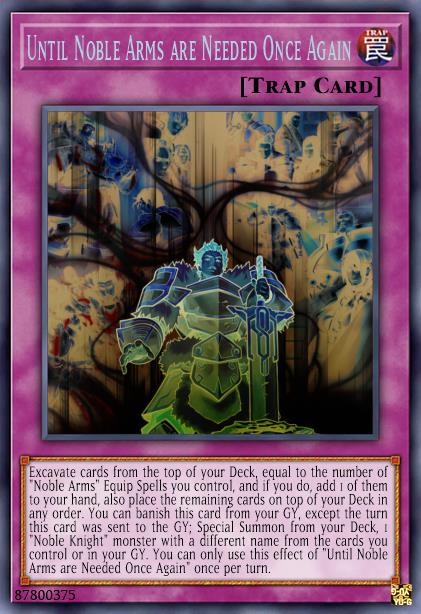 Until Noble Arms are Needed Once Again
TRAP
罠
[Trap Card]
Excavate cards from the top of your Deck, equal to the number of
"Noble Arms" Equip Spells you control, and if you do, add 1 of them
to your hand, also place the remaining cards on top of your Deck in
any order. You can banish this card from your GY, except the turn
this card was sent to the GY; Special Summon from your Deck, 1
"Noble Knight" monster with a different name from the cards you
control or in your GY. You can only use this effect of "Until Noble
Arms are Needed Once Again" once per turn.
87800375